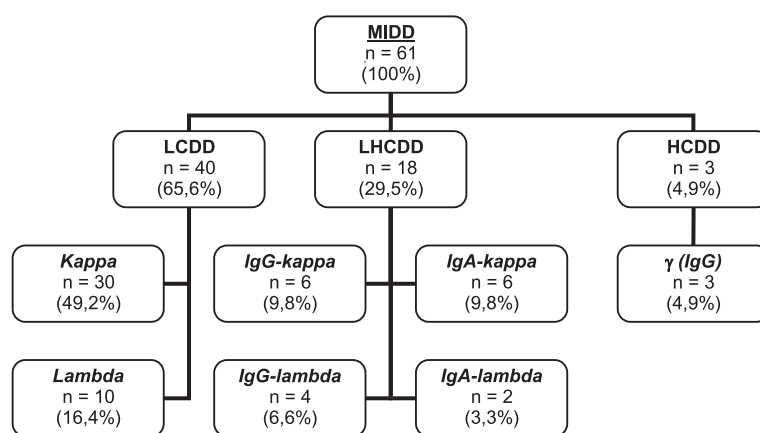 MIDD
n = 61
(100%)
LCDD
n = 40
(65,6%)
LHCDD
n = 18
(29,5%)
HCDD
n = 3
(4,9%)
Kappa
n = 30
(49,2%)
IgG-kappa
n = 6
(9,8%)
IgA-kappa
n = 6
(9,8%)
γ (IgG)
n = 3
(4,9%)
Lambda
n = 10
(16,4%)
IgG-lambda
n = 4
(6,6%)
IgA-lambda
n = 2
(3,3%)